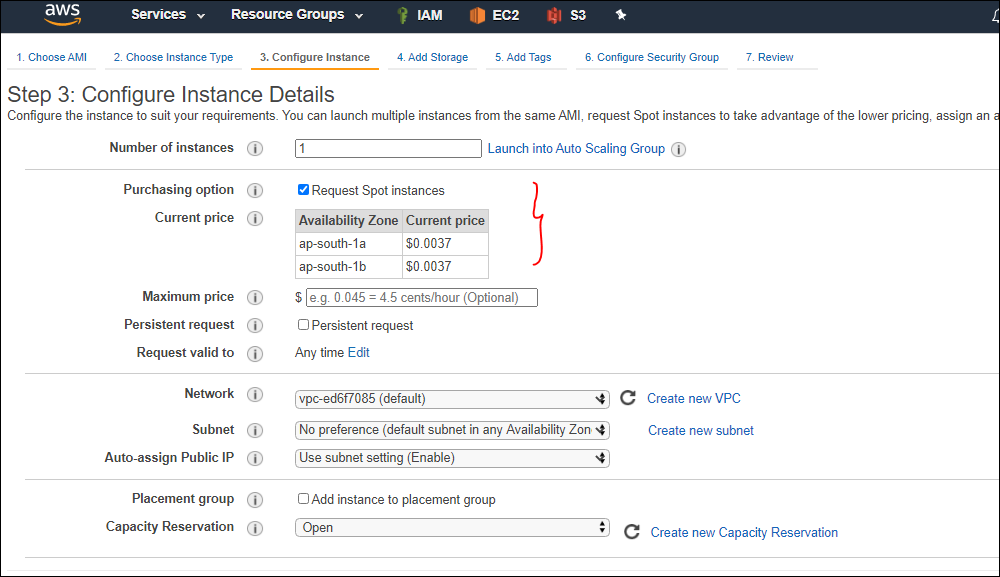 aws Services Resource Groups IAM EC2 S3
1. Choose AMI 2. Choose Instance Type 3. Configure Instance 4. Add Storage 5. Add Tags 6. Configure Security Group 7. Review
Step 3: Configure Instance Details
Configure the instance to suit your requirements. You can launch multiple instances from the same AMI, request Spot instances to take advantage of the lower pricing, assign an a
Number of instances 1 Launch into Auto Scaling Group
Purchasing option Request Spot instances
Current price
Availability Zone Current price
ap-south-1a $0.0037
ap-south-1b $0.0037
Maximum price $ e.g. 0.045 = 4.5 cents/hour (Optional)
Persistent request Persistent request
Request valid to Any time Edit
Network vpc-ed6f7085 (default) Create new VPC
Subnet No preference (default subnet in any Availability Zon Create new subnet
Auto-assign Public IP Use subnet setting (Enable)
Placement group Add instance to placement group
Capacity Reservation Open Create new Capacity Reservation